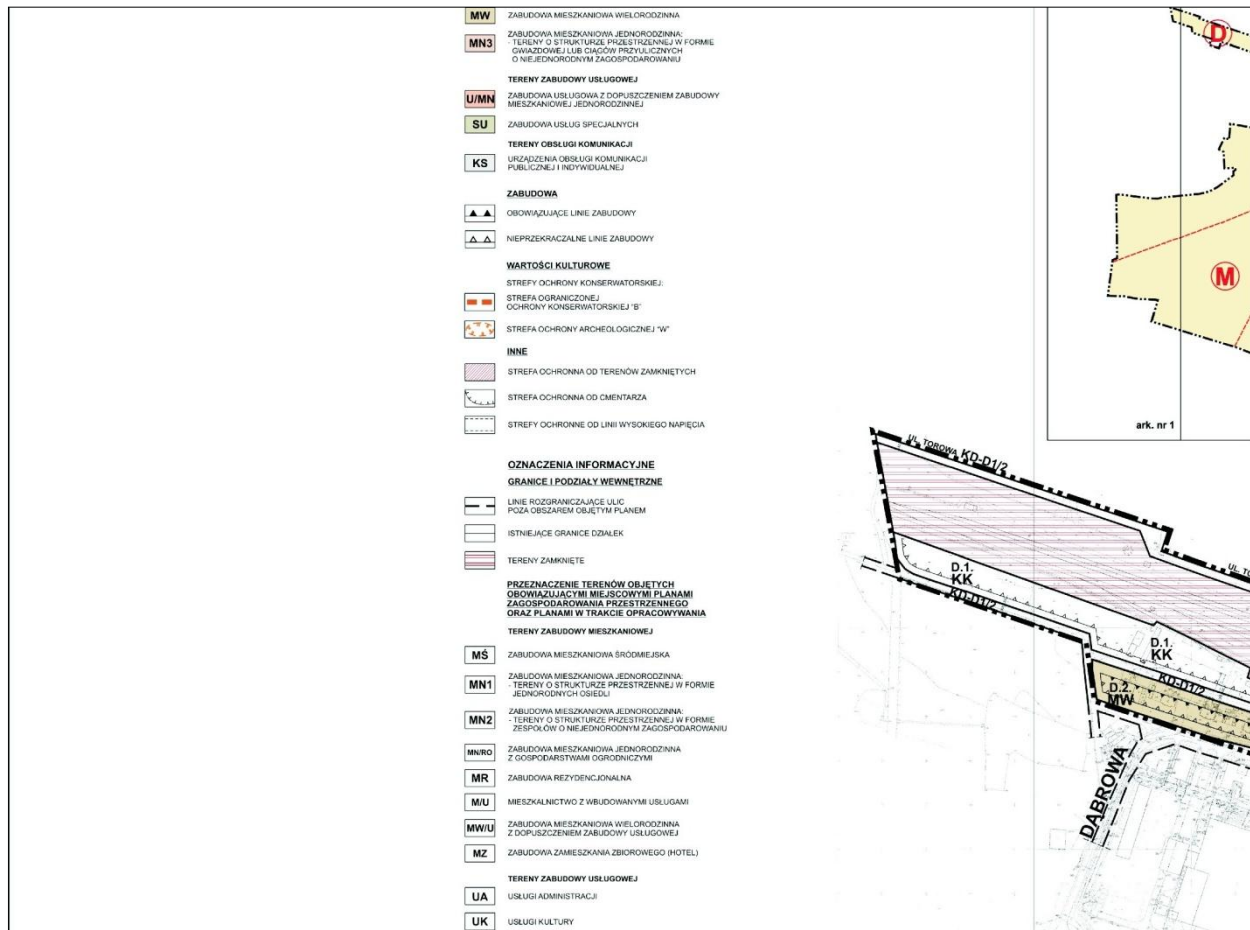 MW ZABUDOWA MIESZKANIOWA WIELORODZINNA
MN3 ZABUDOWA MIESZKANIOWA JEDNORODZINNA:
- TERENY O STRUKTURZE PRZESTRZENNEJ W FORMIE
GWIAZDOWEJ LUB CIĄGÓW PRZYULICZNYCH
O NIEJEDNORODNYM ZAGOSPODAROWANIU
TERENY ZABUDOWY USŁUGOWEJ
U/MN ZABUDOWA USŁUGOWA Z DOPUSZCZENIEM ZABUDOWY
MIESZKANIOWEJ JEDNORODZINNEJ
SU ZABUDOWA USŁUG SPECJALNYCH
TERENY OBSŁUGI KOMUNIKACJI
KS URZĄDZENIA OBSŁUGI KOMUNIKACJI
PUBLICZNEJ I INDYWIDUALNEJ
ZABUDOWA
OBOWIĄZUJĄCE LINIE ZABUDOWY
NIEPRZEKRACZALNE LINIE ZABUDOWY
WARTOŚCI KULTUROWE
STREFY OCHRONY KONSERWATORSKIEJ:
STREFA OGRANICZONEJ
OCHRONY KONSERWATORSKIEJ "B"
STREFA OCHRONY ARCHEOLOGICZNEJ "W"
INNE
STREFA OCHRONNA OD TERENÓW ZAMKNIĘTYCH
STREFA OCHRONNA OD CMENTARZA
STREFY OCHRONNE OD LINII WYSOKIEGO NAPIĘCIA
OZNACZENIA INFORMACYJNE
GRANICE I PODZIAŁY WEWNĘTRZNE
LINIE ROZGRANICZAJĄCE ULIC
POZA OBSZAREM OBJĘTYM PLANEM
ISTNIEJĄCE GRANICE DZIAŁEK
TERENY ZAMKNIĘTE
PRZEZNACZENIE TERENÓW OBJĘTYCH
OBOWIĄZUJĄCYMI MIEJSCOWYMI PLANAMI
ZAGOSPODAROWANIA PRZESTRZENNEGO
ORAZ PLANAMI W TRAKCIE OPRACOWYWANIA
TERENY ZABUDOWY MIESZKANIOWEJ
MŚ ZABUDOWA MIESZKANIOWA ŚRÓDMIEJSKA
MN1 ZABUDOWA MIESZKANIOWA JEDNORODZINNA:
- TERENY O STRUKTURZE PRZESTRZENNEJ W FORMIE
JEDNORODNYCH OSIEDLI
MN2 ZABUDOWA MIESZKANIOWA JEDNORODZINNA:
- TERENY O STRUKTURZE PRZESTRZENNEJ W FORMIE
ZESPOŁÓW O NIEJEDNORODNYM ZAGOSPODAROWANIU
MN/RO ZABUDOWA MIESZKANIOWA JEDNORODZINNA
Z GOSPODARSTWAMI OGRODNICZYMI
MR ZABUDOWA REZYDENCJONALNA
M/U MIESZKALNICTWO Z WBUDOWANYMI USŁUGAMI
MW/U ZABUDOWA MIESZKANIOWA WIELORODZINNA
Z DOPUSZCZENIEM ZABUDOWY USŁUGOWEJ
MZ ZABUDOWA ZAMIESZKANIA ZBIOROWEGO (HOTEL)
TERENY ZABUDOWY USŁUGOWEJ
UA USŁUGI ADMINISTRACJI
UK USŁUGI KULTURY
D
M
ark. nr 1
UL. TOROWA KD-D1/2
UL. TO
D.1.
KK
KD-D1/2
D.1.
KK
KD-D1/2
D.2.
MW
DĄBROWA